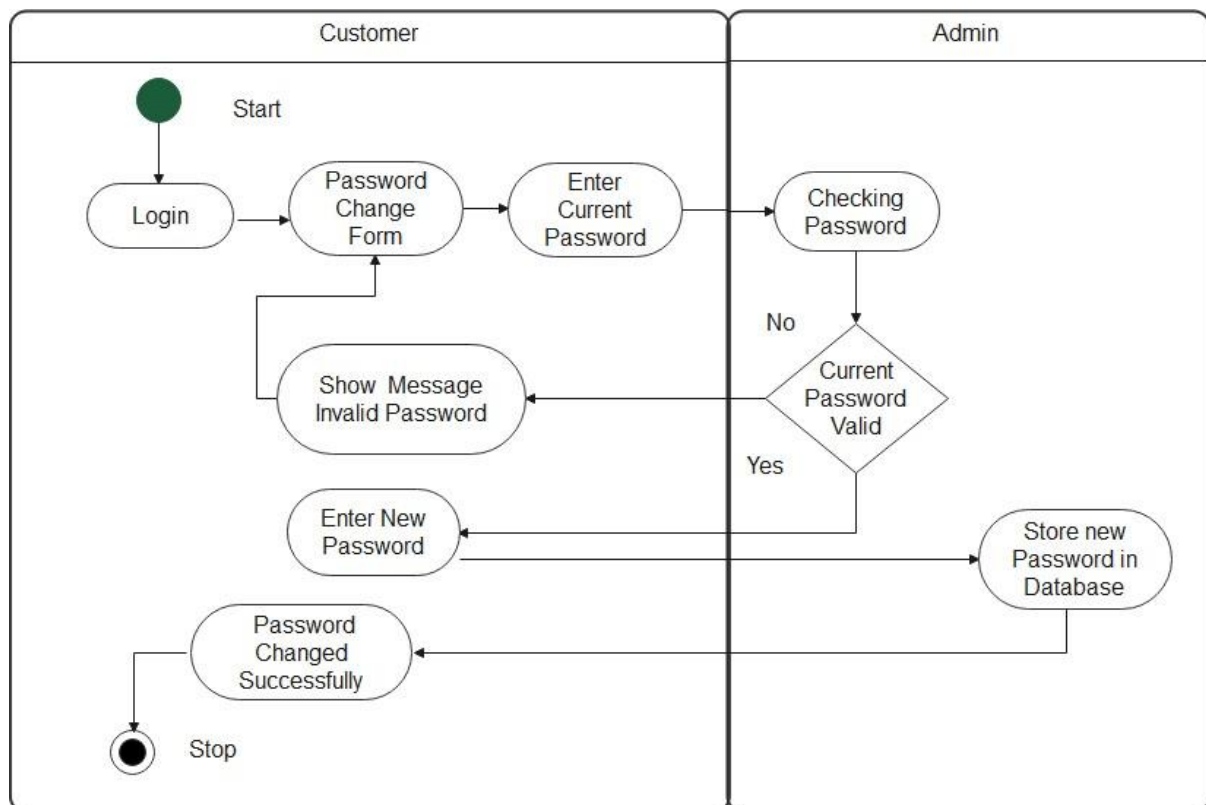 Customer
Admin
Start
Login
Password
Change
Form
Enter
Current
Password
Checking
Password
No
Show  Message
Invalid Password
Current
Password
Valid
Yes
Enter New
Password
Store new
Password in
Database
Password
Changed
Successfully
Stop